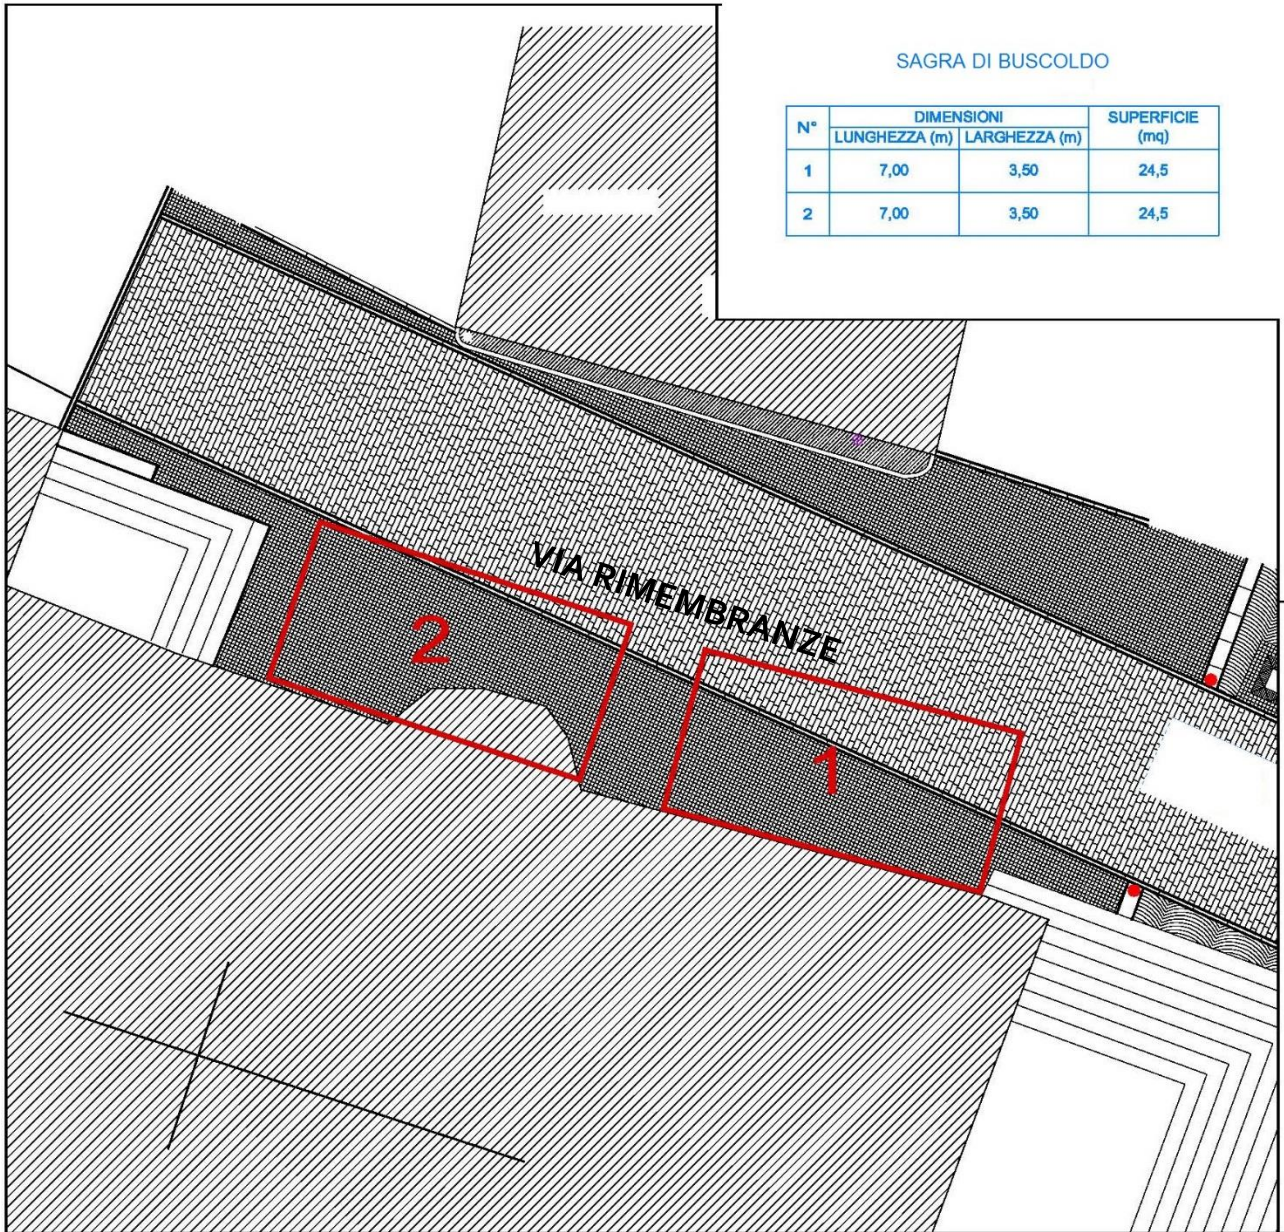 SAGRA DI BUSCOLDO
N° DIMENSIONI SUPERFICIE (mq)
LUNGHEZZA (m) LARGHEZZA (m)
1 7,00 3,50 24,5
2 7,00 3,50 24,5
VIA RIMEMBRANZE
2
1